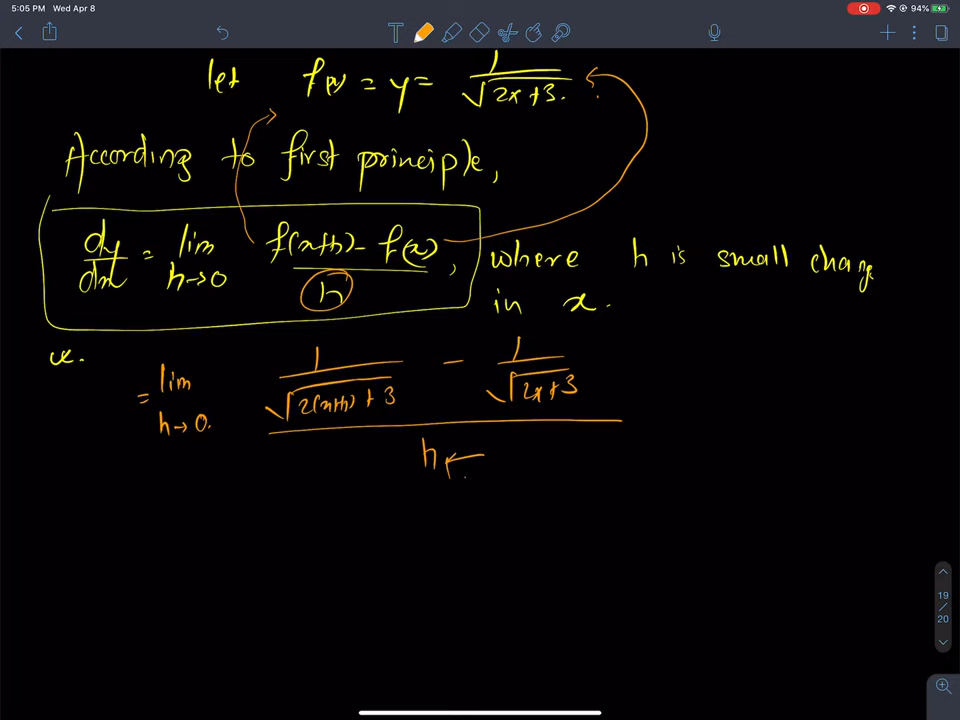 5:05 PM Wed Apr 8
94%
let f(x) = y = 1/√(2x+3)
According to first principle,
dy/dx = lim h→0 (f(x+h) - f(x))/h , where h is small change
in x.
= lim h→0 (1/√(2(x+h)+3) - 1/√(2x+3))/h
19
/
20